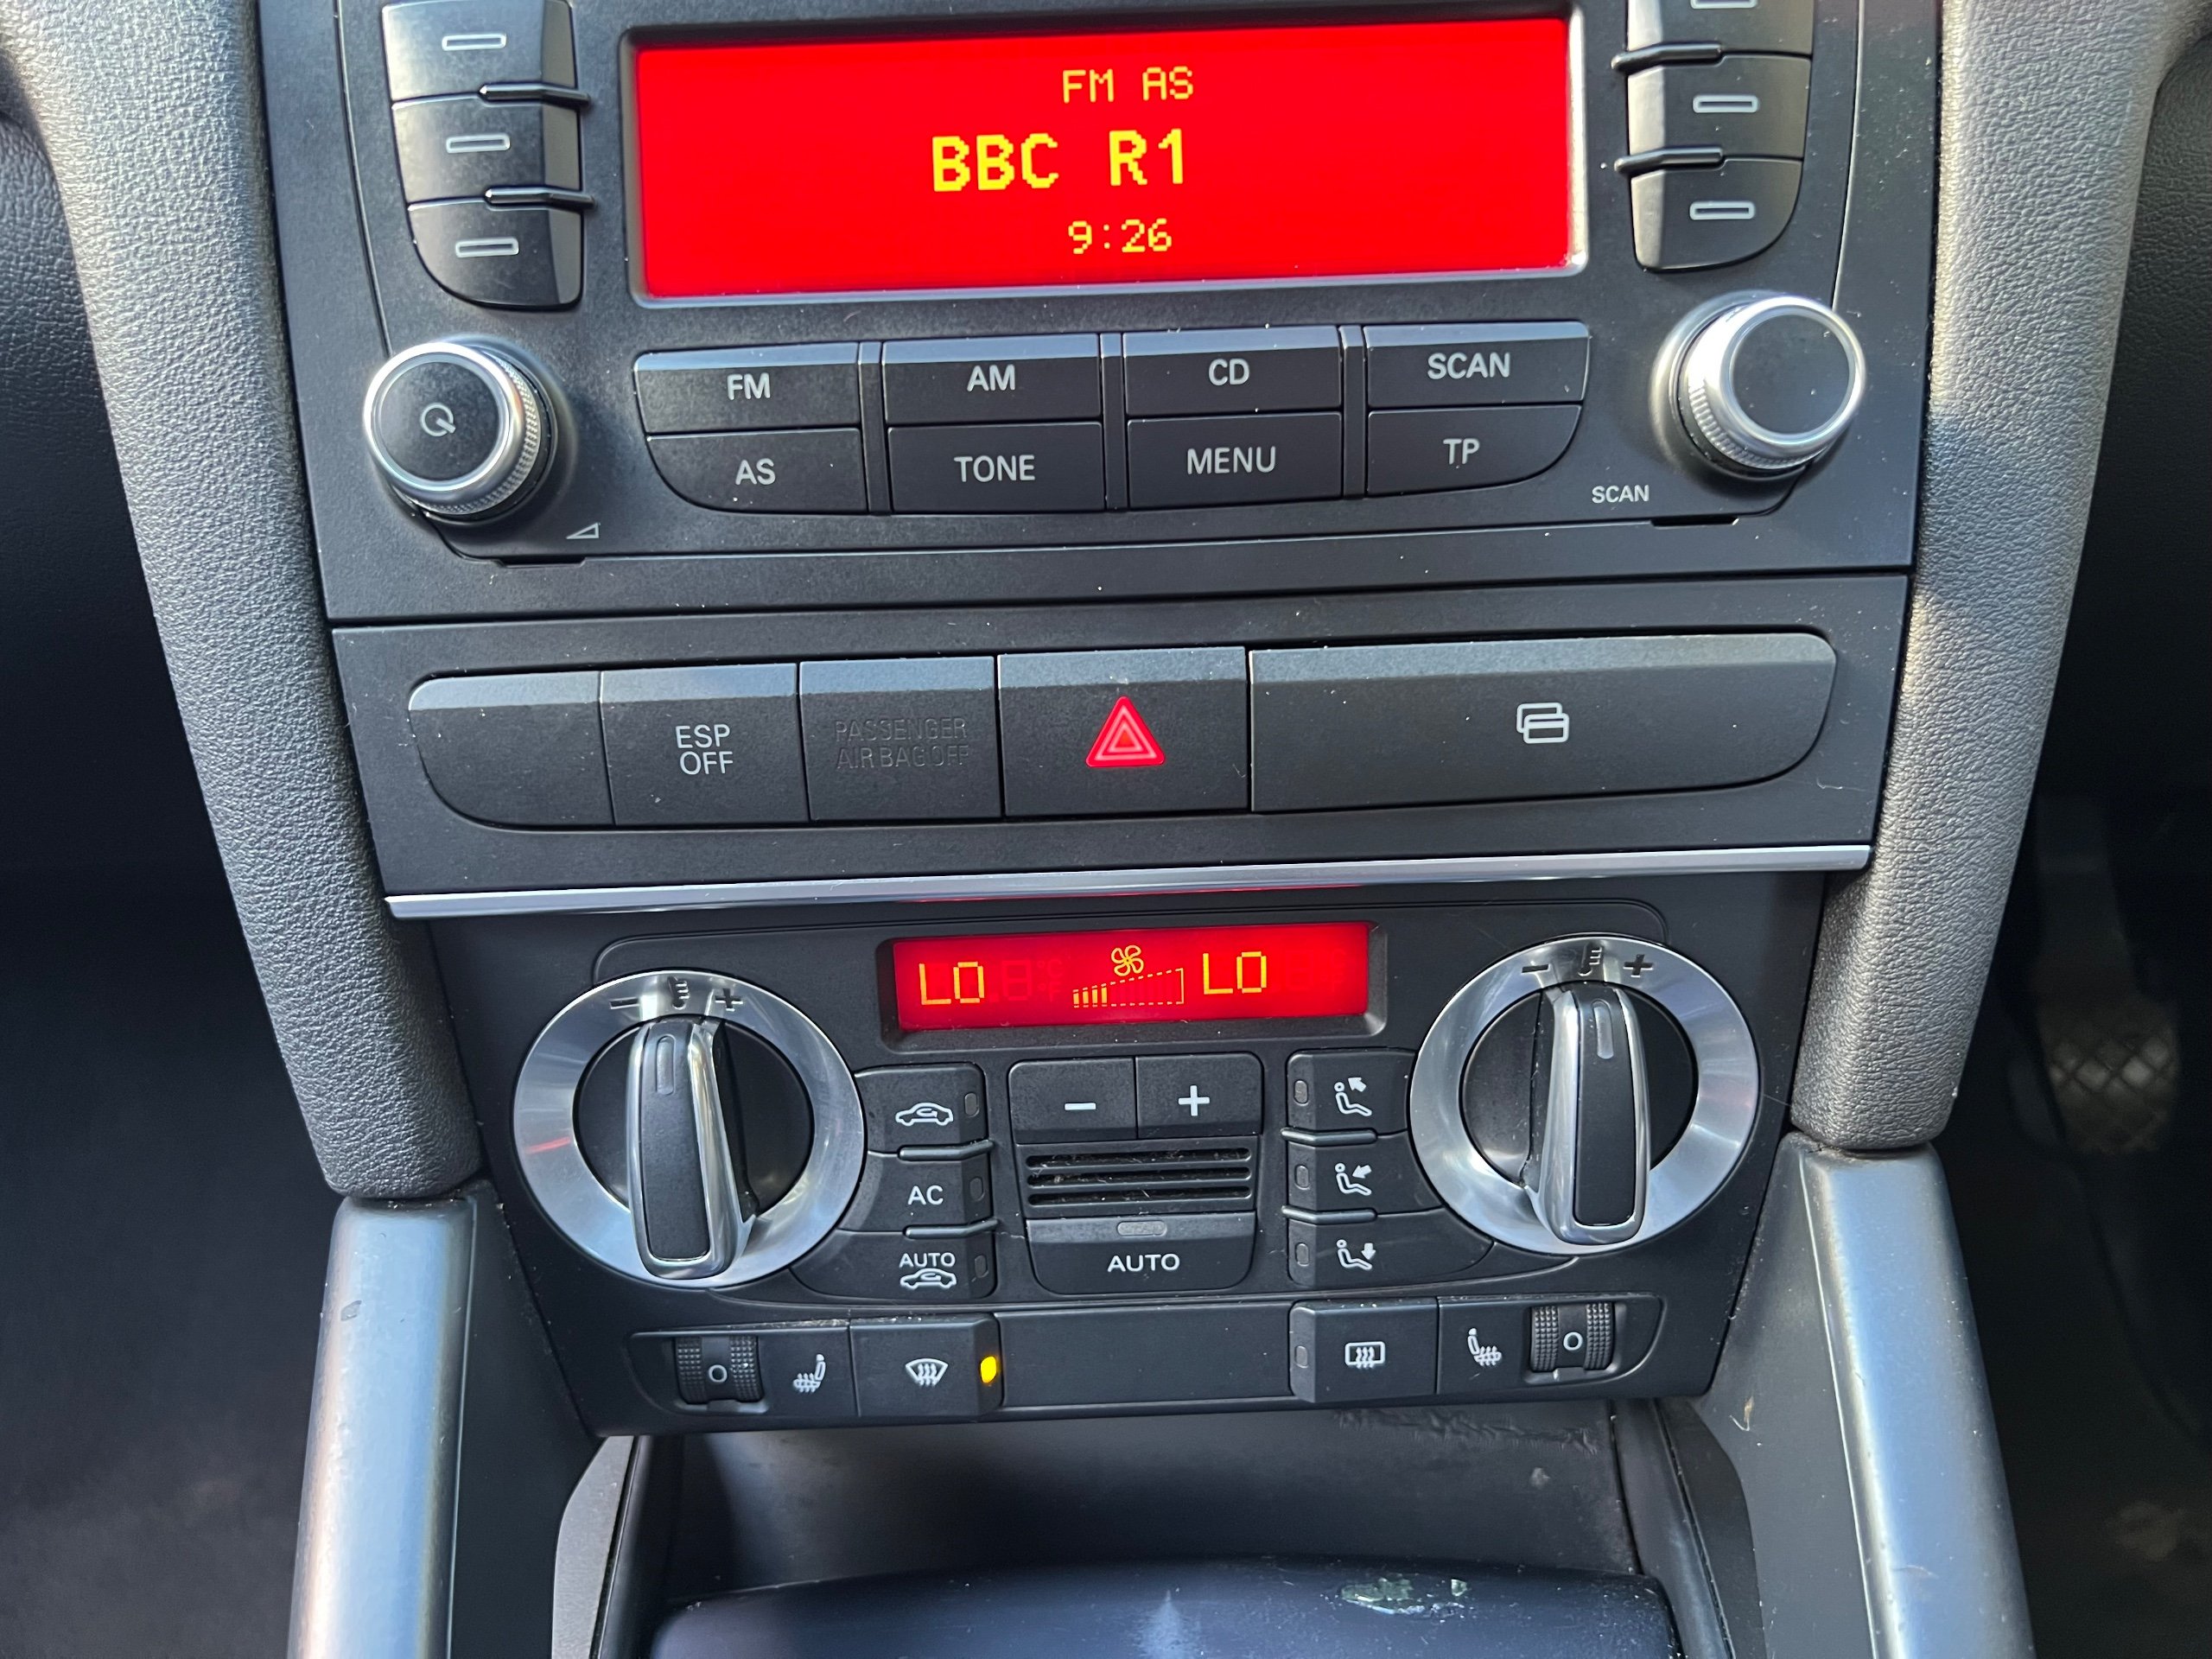 FM AS
BBC R1
9:26
FM
AM
CD
SCAN
AS
TONE
MENU
TP
SCAN
ESP
OFF
PASSENGER
AIR BAG OFF
LO
LO
- +
- +
- +
AC
AUTO
AUTO
O
O